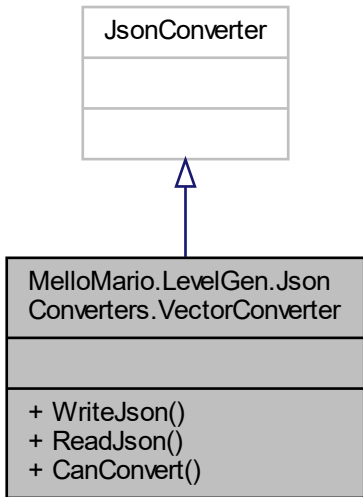 JsonConverter
MelloMario.LevelGen.Json
Converters.VectorConverter
+ WriteJson()
+ ReadJson()
+ CanConvert()